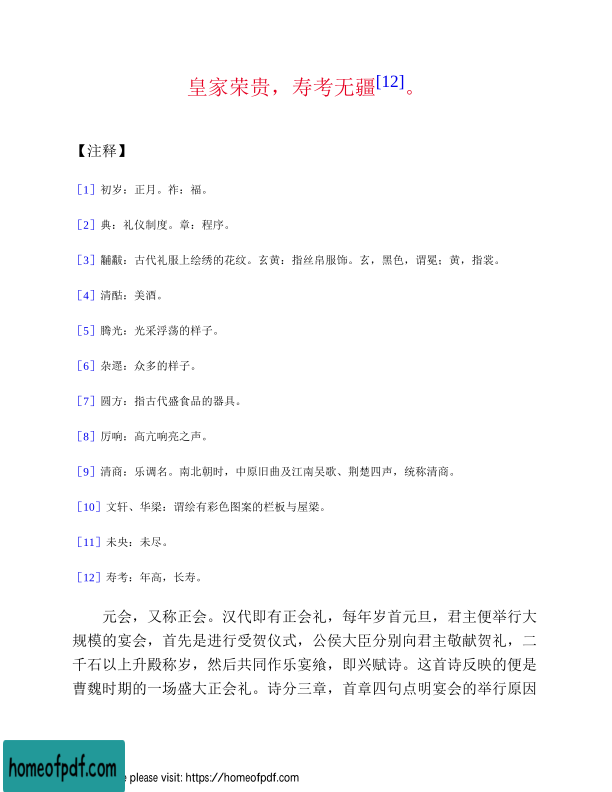 皇家荣贵，寿考无疆[12]。
【注释】
[1] 初岁：正月。祚：福。
[2] 典：礼仪制度。章：程序。
[3] 黼黻：古代礼服上绘绣的花纹。玄黄：指丝帛服饰。玄，黑色，谓冕；黄，指裳。
[4] 清酤：美酒。
[5] 腾光：光采浮荡的样子。
[6] 杂遝：众多的样子。
[7] 圆方：指古代盛食品的器具。
[8] 厉响：高亢响亮之声。
[9] 清商：乐调名。南北朝时，中原旧曲及江南吴歌、荆楚四声，统称清商。
[10] 文轩、华梁：谓绘有彩色图案的栏板与屋梁。
[11] 未央：未尽。
[12] 寿考：年高，长寿。
元会，又称正会。汉代即有正会礼，每年岁首元旦，君主便举行大
规模的宴会，首先是进行受贺仪式，公侯大臣分别向君主敬献贺礼，二
千石以上升殿称岁，然后共同作乐宴飨，即兴赋诗。这首诗反映的便是
曹魏时期的一场盛大正会礼。诗分三章，首章四句点明宴会的举行原因
homeofpdf.com
please visit: https://homeofpdf.com